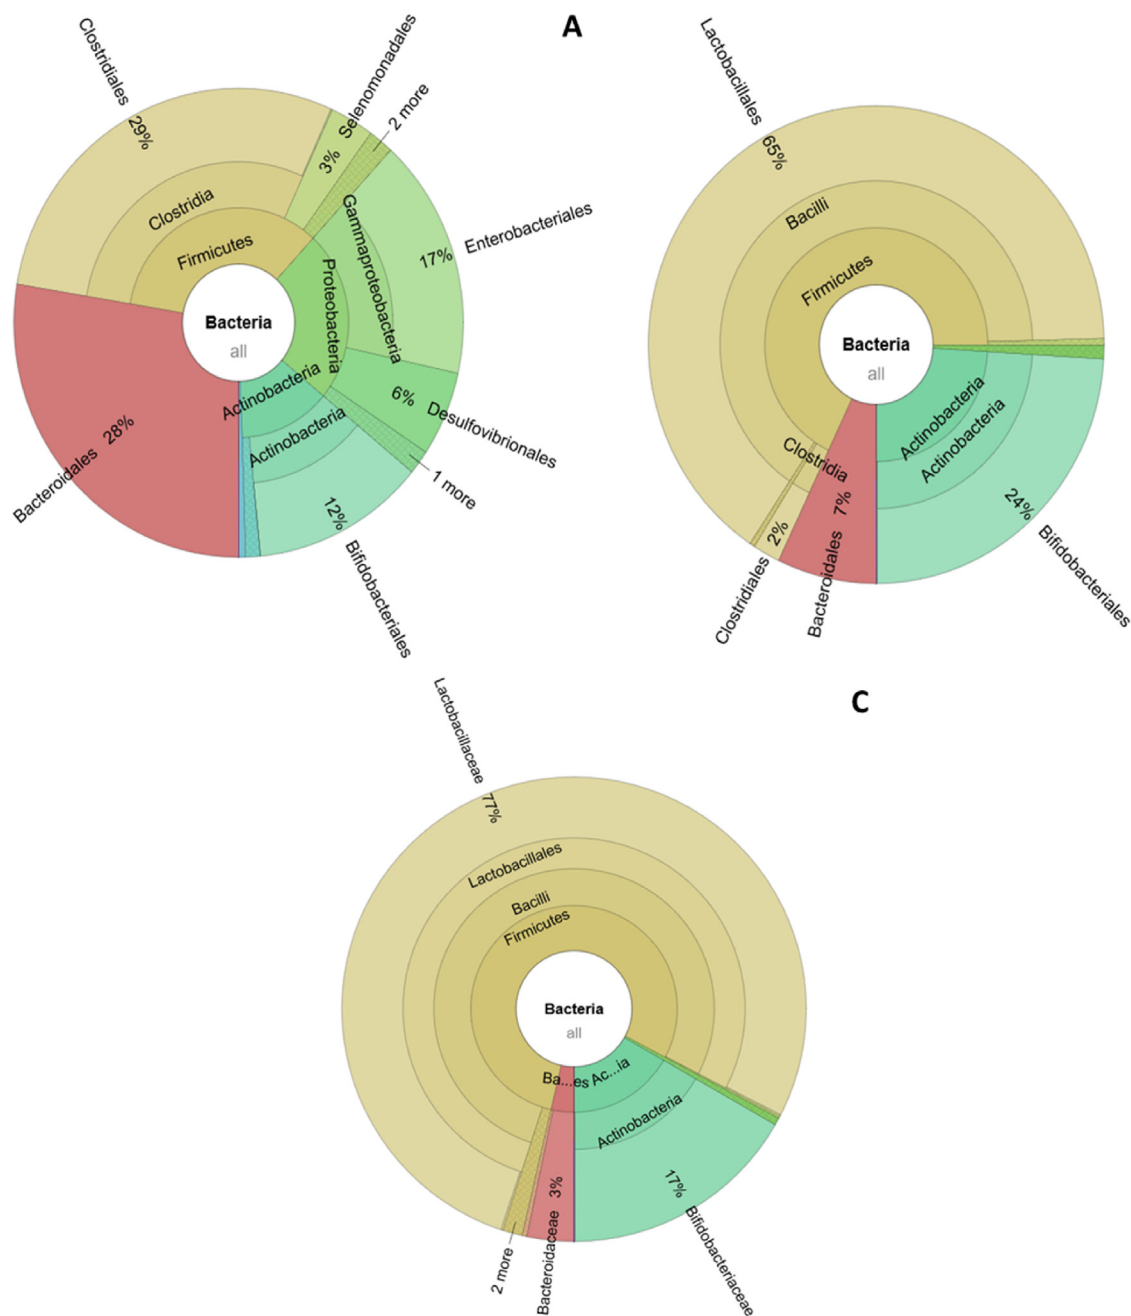 A
Clostridiales 29%
Selenomonadales
3%
2 more
Clostridia
Firmicutes
Gammaproteobacteria
Enterobacteriales
17%
Proteobacteria
Bacteria
all
Actinobacteria
Actinobacteria
6%
Desulfovibrionales
1 more
Bacteroidales 28%
12%
Bifidobacteriales
Lactobacillales 65%
Bacilli
Firmicutes
Bacteria
all
Actinobacteria
Actinobacteria
Clostridia
24%
Bifidobacteriales
Bacteroidales 7%
Clostridiales 2%
C
Lactobacillaceae 77%
Lactobacillales
Bacilli
Firmicutes
Bacteria
all
Ba...es
Ac...ia
Actinobacteria
17%
Bifidobacteriaceae
Bacteroidaceae 3%
2 more